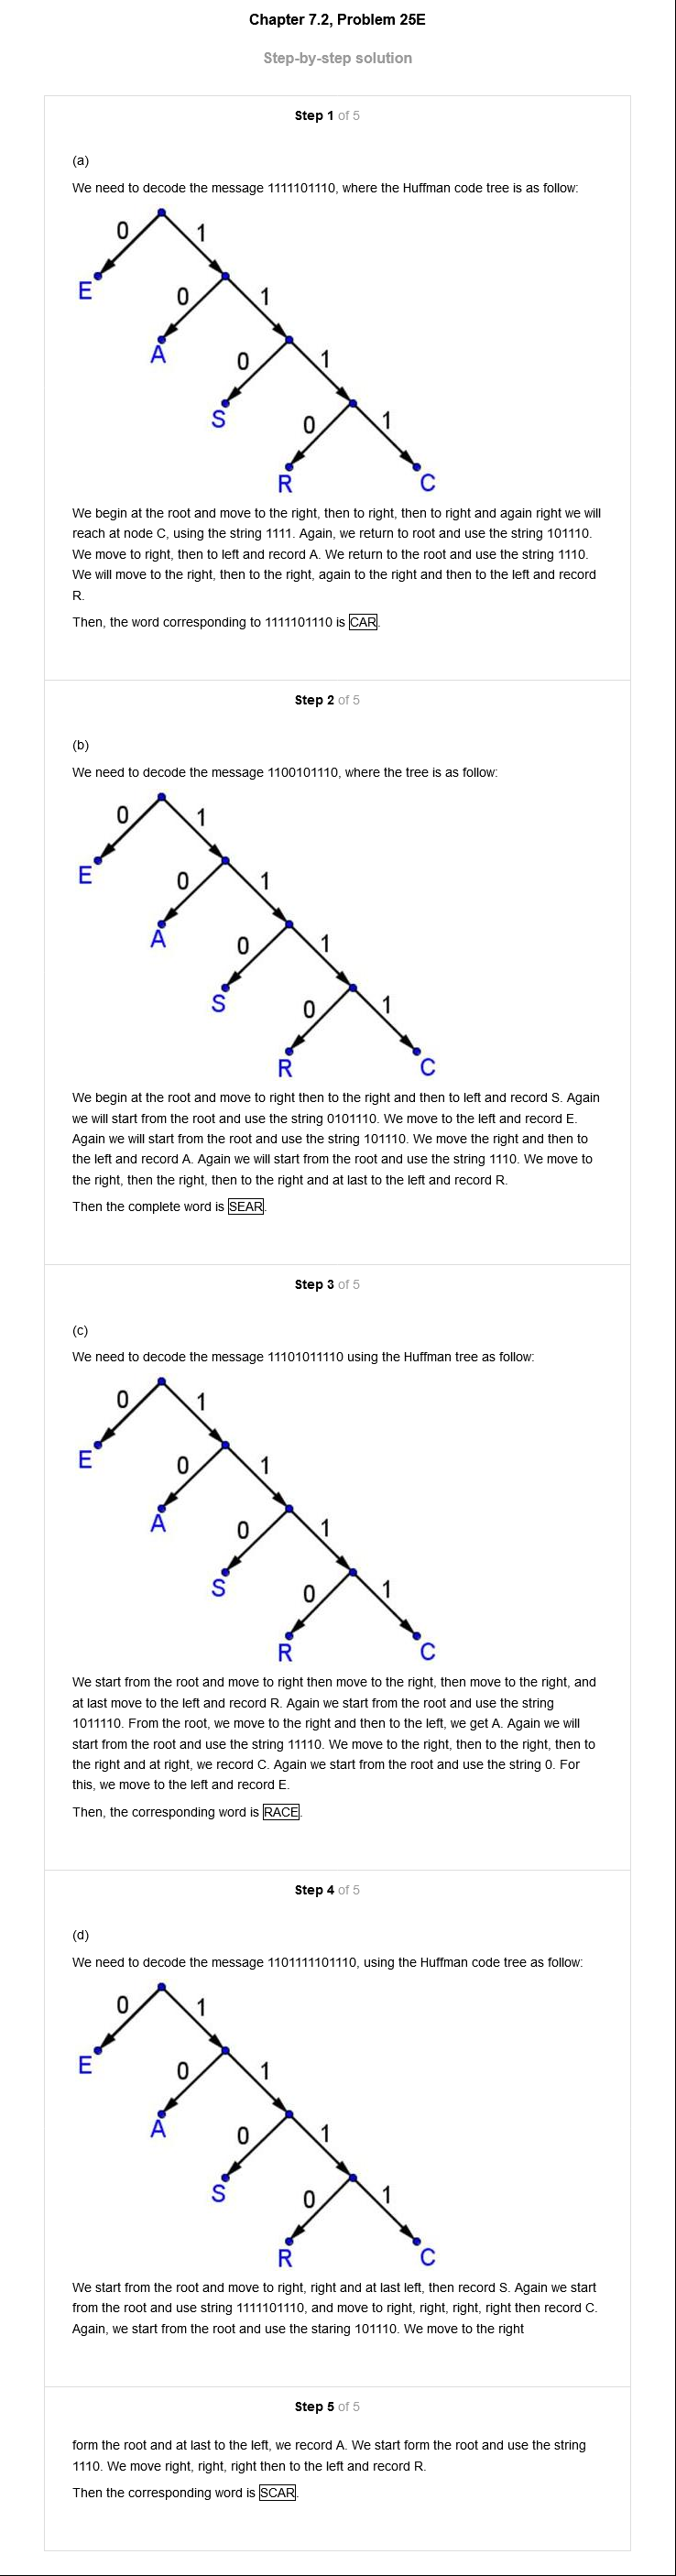 Chapter 7.2, Problem 25E
Step-by-step solution
Step 1 of 5
(a)
We need to decode the message 1111101110, where the Huffman code tree is as follow:
0 1
E
0 1
A
0 1
S
0 1
R C
We begin at the root and move to the right, then to right, then to right and again right we will
reach at node C, using the string 1111. Again, we return to root and use the string 101110.
We move to right, then to left and record A. We return to the root and use the string 1110.
We will move to the right, then to the right, again to the right and then to the left and record
R.
Then, the word corresponding to 1111101110 is CAR.
Step 2 of 5
(b)
We need to decode the message 1100101110, where the tree is as follow:
0 1
E
0 1
A
0 1
S
0 1
R C
We begin at the root and move to right then to the right and then to left and record S. Again
we will start from the root and use the string 0101110. We move to the left and record E.
Again we will start from the root and use the string 101110. We move the right and then to
the left and record A. Again we will start from the root and use the string 1110. We move to
the right, then the right, then to the right and at last to the left and record R.
Then the complete word is SEAR.
Step 3 of 5
(c)
We need to decode the message 11101011110 using the Huffman tree as follow:
0 1
E
0 1
A
0 1
S
0 1
R C
We start from the root and move to right then move to the right, then move to the right, and
at last move to the left and record R. Again we start from the root and use the string
1011110. From the root, we move to the right and then to the left, we get A. Again we will
start from the root and use the string 11110. We move to the right, then to the right, then to
the right and at right, we record C. Again we start from the root and use the string 0. For
this, we move to the left and record E.
Then, the corresponding word is RACE.
Step 4 of 5
(d)
We need to decode the message 1101111101110, using the Huffman code tree as follow:
0 1
E
0 1
A
0 1
S
0 1
R C
We start from the root and move to right, right and at last left, then record S. Again we start
from the root and use string 1111101110, and move to right, right, right, right then record C.
Again, we start from the root and use the staring 101110. We move to the right
Step 5 of 5
form the root and at last to the left, we record A. We start form the root and use the string
1110. We move right, right, right then to the left and record R.
Then the corresponding word is SCAR.